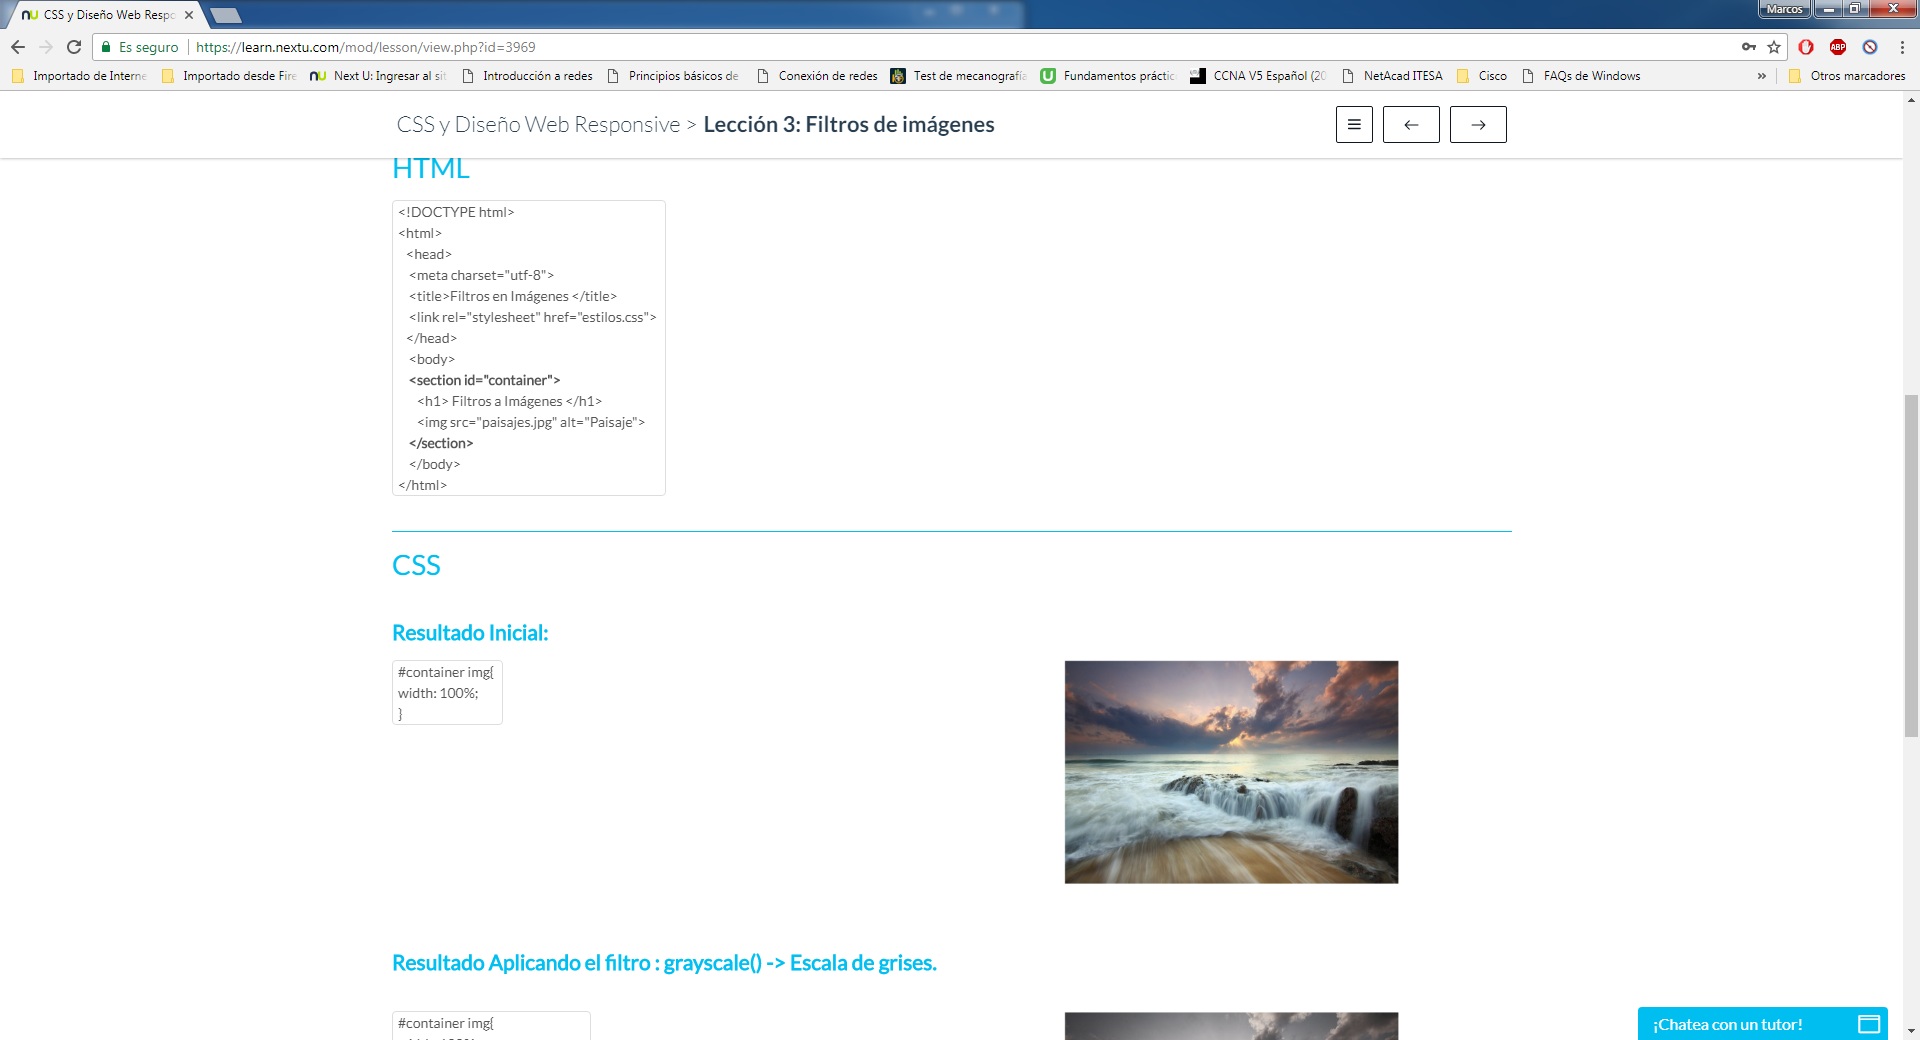 CSS y Diseño Web Respo
Marcos
Es seguro
https://learn.nextu.com/mod/lesson/view.php?id=3969
ABP
Importado de Interne
Importado desde Fire
Next U: Ingresar al sit
Introducción a redes
Principios básicos de
Conexión de redes
Test de mecanografía
Fundamentos práctic
CCNA V5 Español (20
NetAcad ITESA
Cisco
FAQs de Windows
»
Otros marcadores
CSS y Diseño Web Responsive > Lección 3: Filtros de imágenes
HTML
<!DOCTYPE html>
<html>
<head>
<meta charset="utf-8">
<title>Filtros en Imágenes </title>
<link rel="stylesheet" href="estilos.css">
</head>
<body>
<section id="container">
<h1> Filtros a Imágenes </h1>
<img src="paisajes.jpg" alt="Paisaje">
</section>
</body>
</html>
CSS
Resultado Inicial:
#container img{
width: 100%;
}
Resultado Aplicando el filtro : grayscale() -> Escala de grises.
#container img{
¡Chatea con un tutor!